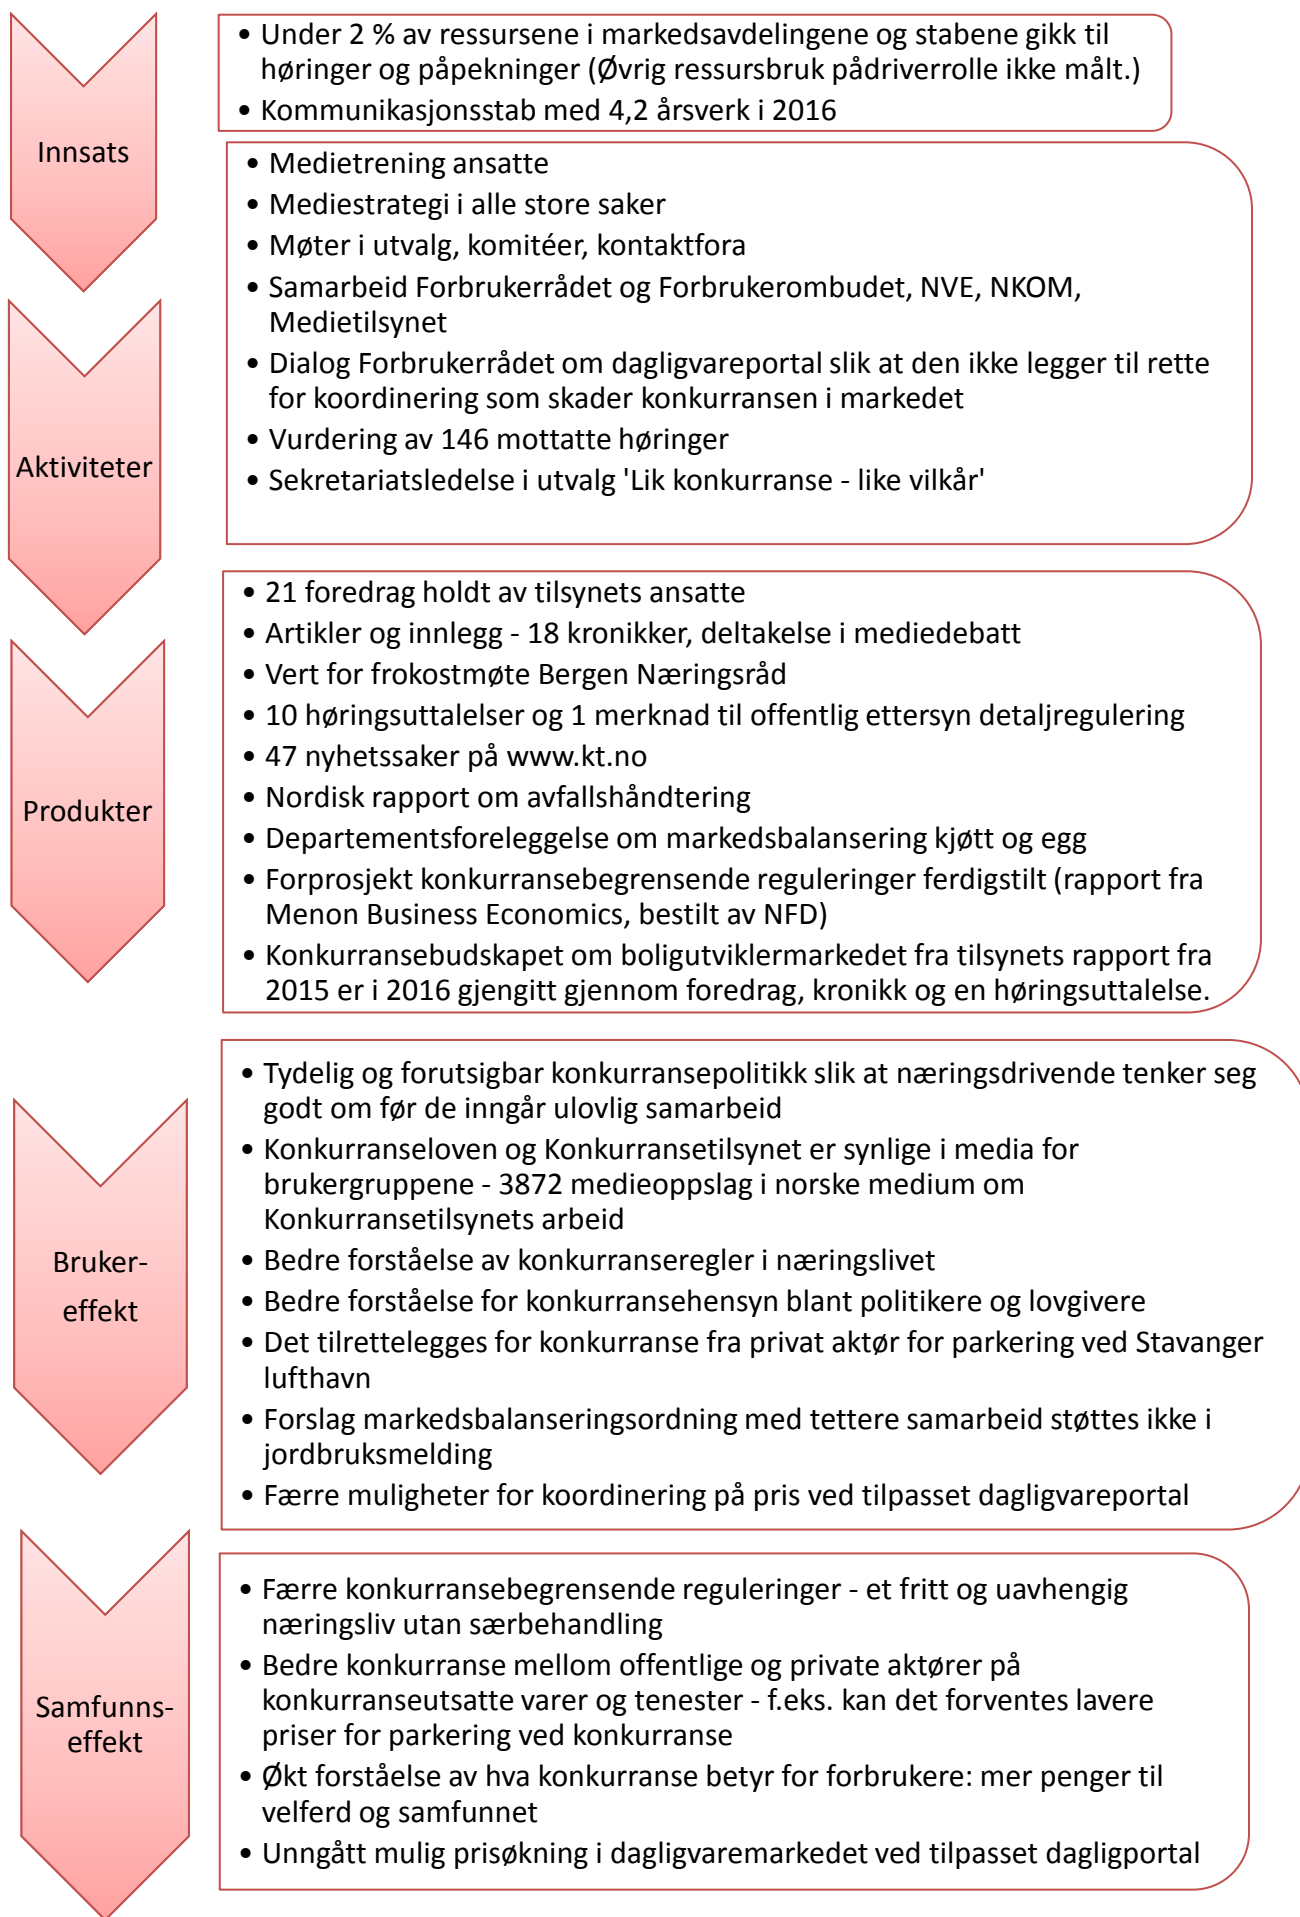 Innsats
• Under 2 % av ressursene i markedsavdelingene og stabene gikk til
høringer og påpekninger (Øvrig ressursbruk pådriverrolle ikke målt.)
• Kommunikasjonsstab med 4,2 årsverk i 2016
Aktiviteter
• Medietrening ansatte
• Mediestrategi i alle store saker
• Møter i utvalg, komitéer, kontaktfora
• Samarbeid Forbrukerrådet og Forbrukerombudet, NVE, NKOM,
Medietilsynet
• Dialog Forbrukerrådet om dagligvareportal slik at den ikke legger til rette
for koordinering som skader konkurransen i markedet
• Vurdering av 146 mottatte høringer
• Sekretariatsledelse i utvalg 'Lik konkurranse - like vilkår'
Produkter
• 21 foredrag holdt av tilsynets ansatte
• Artikler og innlegg - 18 kronikker, deltakelse i mediedebatt
• Vert for frokostmøte Bergen Næringsråd
• 10 høringsuttalelser og 1 merknad til offentlig ettersyn detaljregulering
• 47 nyhetssaker på www.kt.no
• Nordisk rapport om avfallshåndtering
• Departementsforeleggelse om markedsbalansering kjøtt og egg
• Forprosjekt konkurransebegrensende reguleringer ferdigstilt (rapport fra
Menon Business Economics, bestilt av NFD)
• Konkurransebudskapet om boligutviklermarkedet fra tilsynets rapport fra
2015 er i 2016 gjengitt gjennom foredrag, kronikk og en høringsuttalelse.
Bruker-
effekt
• Tydelig og forutsigbar konkurransepolitikk slik at næringsdrivende tenker seg
godt om før de inngår ulovlig samarbeid
• Konkurranseloven og Konkurransetilsynet er synlige i media for
brukergruppene - 3872 medieoppslag i norske medium om
Konkurransetilsynets arbeid
• Bedre forståelse av konkurranseregler i næringslivet
• Bedre forståelse for konkurransehensyn blant politikere og lovgivere
• Det tilrettelegges for konkurranse fra privat aktør for parkering ved Stavanger
lufthavn
• Forslag markedsbalanseringsordning med tettere samarbeid støttes ikke i
jordbruksmelding
• Færre muligheter for koordinering på pris ved tilpasset dagligvareportal
Samfunns-
effekt
• Færre konkurransebegrensende reguleringer - et fritt og uavhengig
næringsliv utan særbehandling
• Bedre konkurranse mellom offentlige og private aktører på
konkurranseutsatte varer og tenester - f.eks. kan det forventes lavere
priser for parkering ved konkurranse
• Økt forståelse av hva konkurranse betyr for forbrukere: mer penger til
velferd og samfunnet
• Unngått mulig prisøkning i dagligvaremarkedet ved tilpasset dagligportal